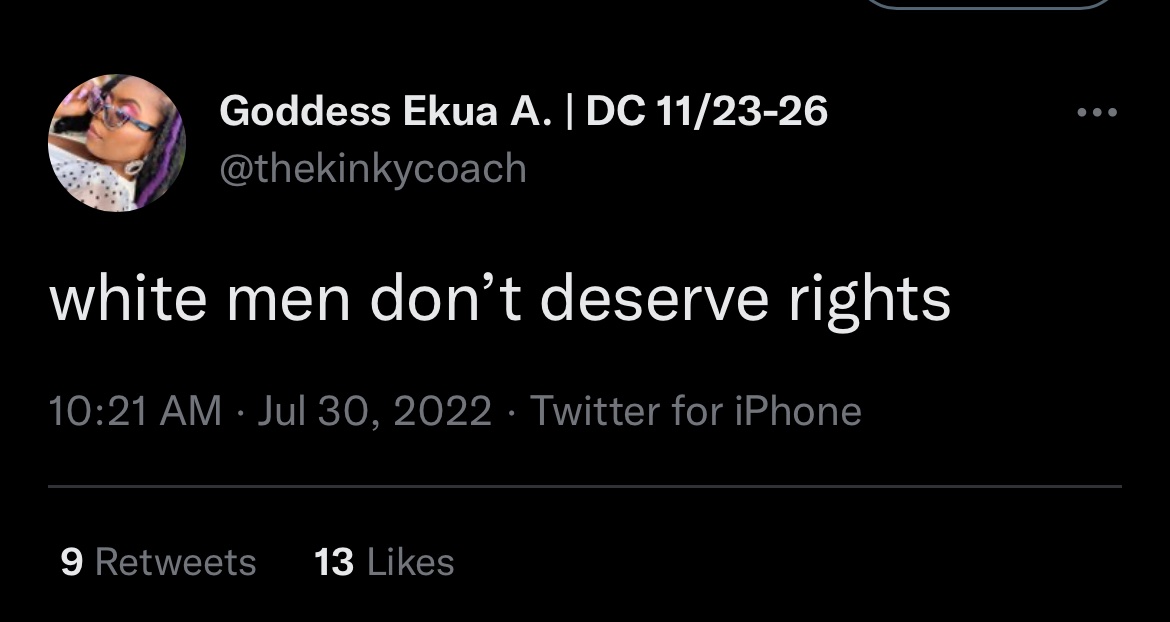 Goddess Ekua A. | DC 11/23-26
@thekinkycoach
white men don’t deserve rights
10:21 AM · Jul 30, 2022 · Twitter for iPhone
9 Retweets 13 Likes